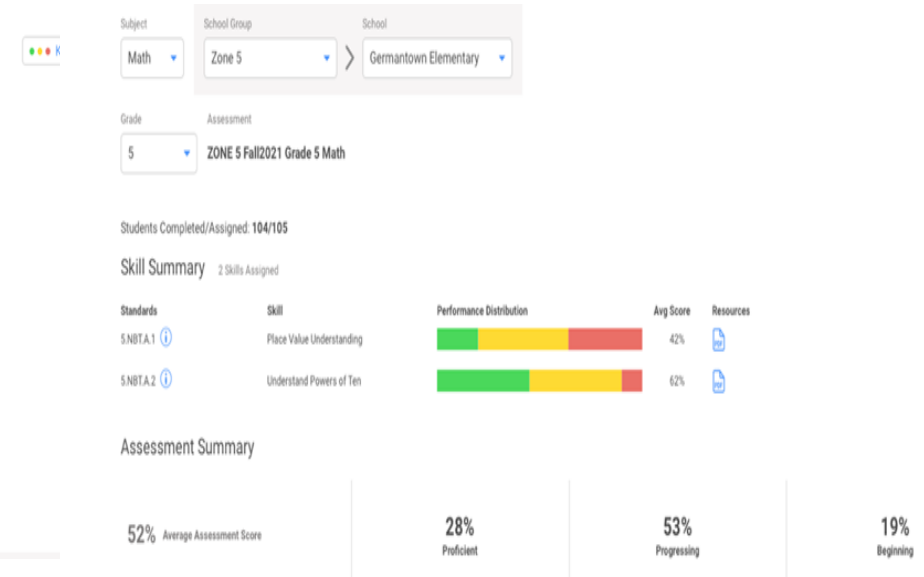 Subject School Group School
K
Math Zone 5 Germantown Elementary
Grade Assessment
5 ZONE 5 Fall2021 Grade 5 Math
Students Completed/Assigned: 104/105
Skill Summary 2 Skills Assigned
Standards Skill Performance Distribution Avg Score Resources
5.NBT.A.1 Place Value Understanding 42% PDF
5.NBT.A.2 Understand Powers of Ten 62% PDF
Assessment Summary
52% Average Assessment Score
28% 53% 19%
Proficient Progressing Beginning